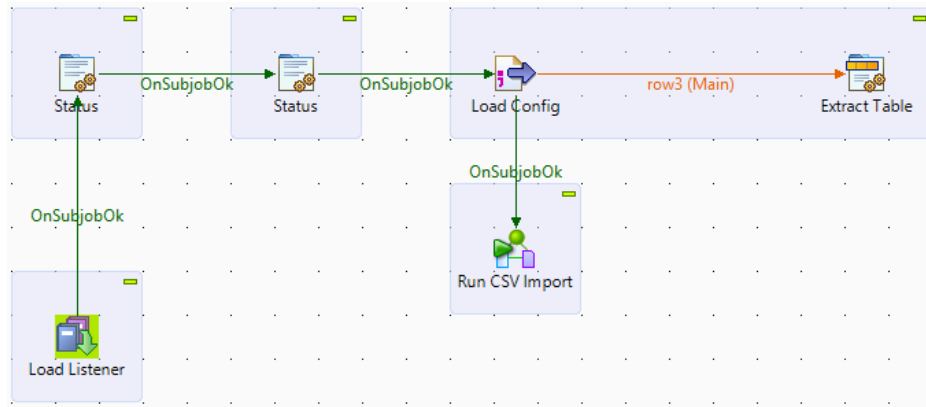 OnSubjobOk
OnSubjobOk
row3 (Main)
Status
Status
Load Config
Extract Table
OnSubjobOk
OnSubjobOk
Run CSV Import
Load Listener